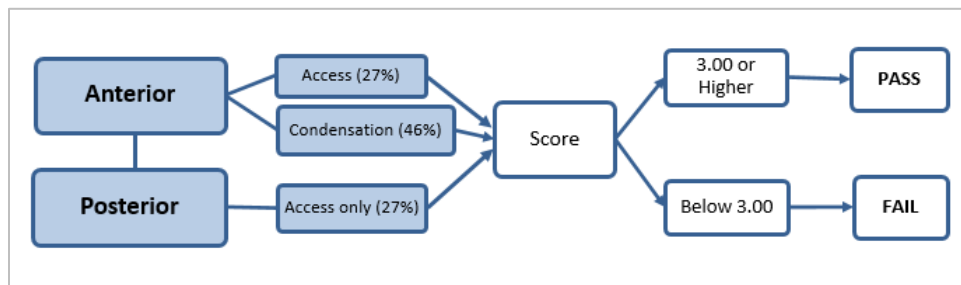 Anterior
Access (27%)
Condensation (46%)
Posterior
Access only (27%)
Score
3.00 or
Higher
PASS
Below 3.00
FAIL